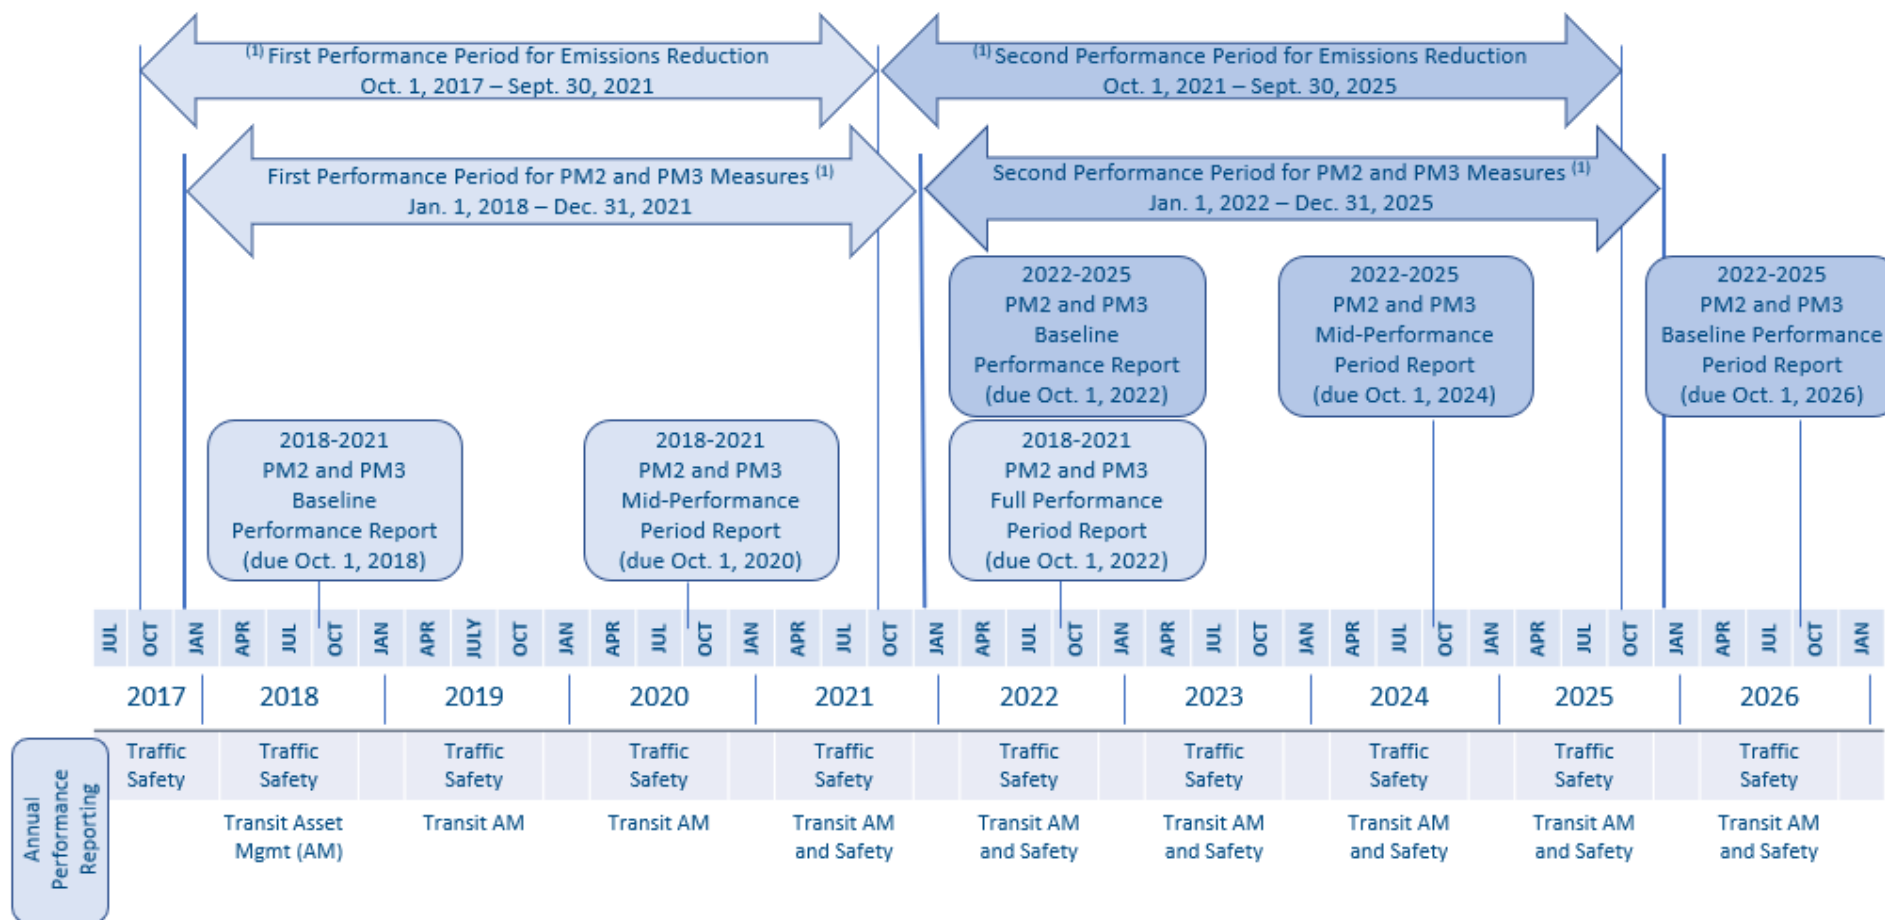 (1) First Performance Period for Emissions Reduction
Oct. 1, 2017 – Sept. 30, 2021
(1) Second Performance Period for Emissions Reduction
Oct. 1, 2021 – Sept. 30, 2025
First Performance Period for PM2 and PM3 Measures (1)
Jan. 1, 2018 – Dec. 31, 2021
Second Performance Period for PM2 and PM3 Measures (1)
Jan. 1, 2022 – Dec. 31, 2025
2022-2025
PM2 and PM3
Baseline
Performance Report
(due Oct. 1, 2022)
2022-2025
PM2 and PM3
Mid-Performance
Period Report
(due Oct. 1, 2024)
2022-2025
PM2 and PM3
Baseline Performance
Period Report
(due Oct. 1, 2026)
2018-2021
PM2 and PM3
Baseline
Performance Report
(due Oct. 1, 2018)
2018-2021
PM2 and PM3
Mid-Performance
Period Report
(due Oct. 1, 2020)
2018-2021
PM2 and PM3
Full Performance
Period Report
(due Oct. 1, 2022)
JUL OCT JAN APR JUL OCT JAN APR JULY OCT JAN APR JUL OCT JAN APR JUL OCT JAN APR JUL OCT JAN APR JUL OCT JAN APR JUL OCT JAN APR JUL OCT JAN APR JUL OCT JAN
2017 2018 2019 2020 2021 2022 2023 2024 2025 2026
Annual
Performance
Reporting
Traffic Traffic Traffic Traffic Traffic Traffic Traffic Traffic Traffic Traffic
Safety Safety Safety Safety Safety Safety Safety Safety Safety Safety
Transit Asset Transit AM Transit AM Transit AM Transit AM Transit AM Transit AM Transit AM Transit AM
Mgmt (AM) and Safety and Safety and Safety and Safety and Safety and Safety